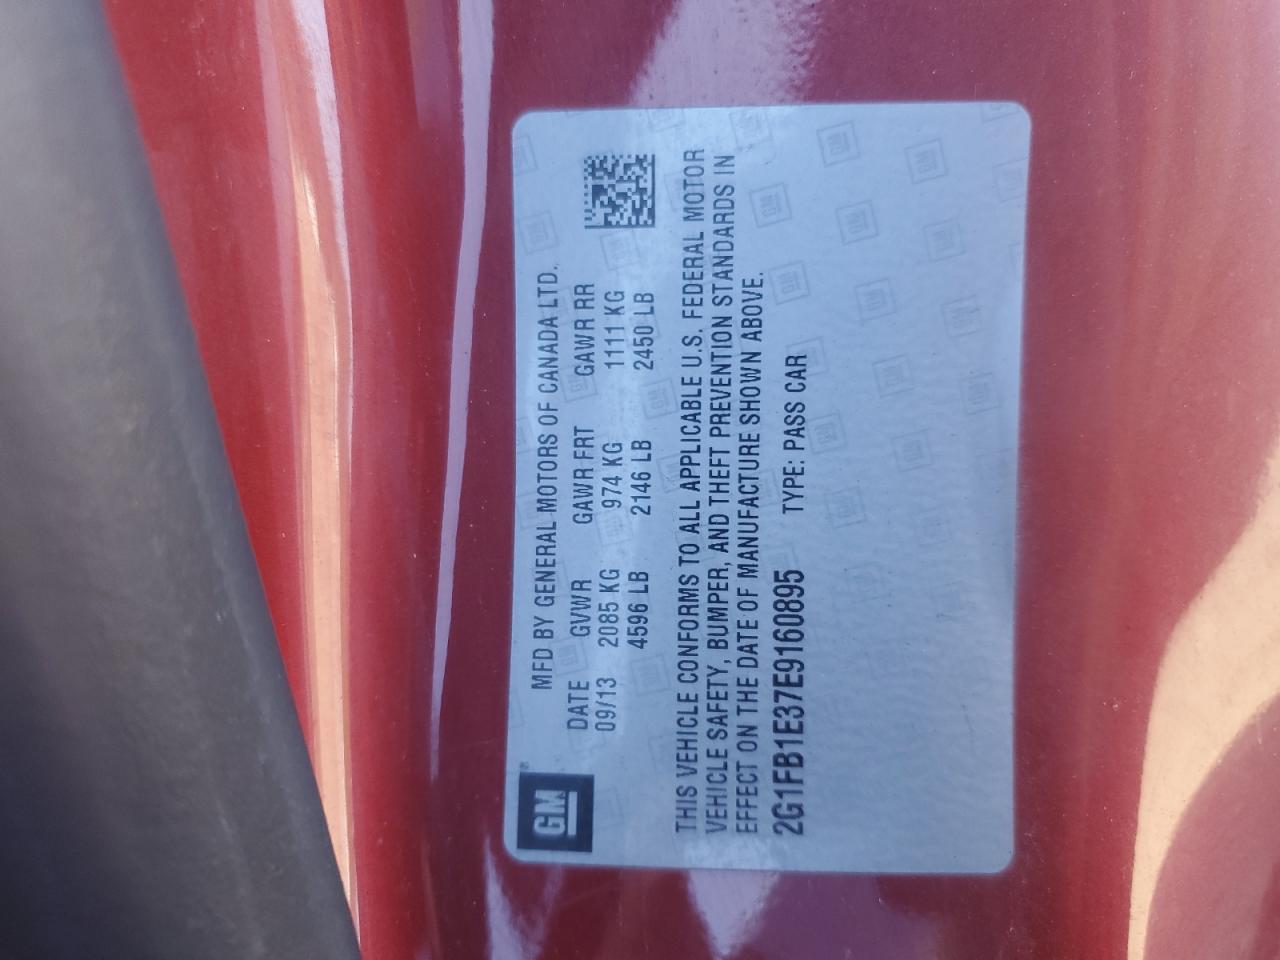 GM
MFD BY GENERAL MOTORS OF CANADA LTD.
DATE GVWR GAWR FRT GAWR RR
09/13 2085 KG 974 KG 1111 KG
4596 LB 2146 LB 2450 LB
THIS VEHICLE CONFORMS TO ALL APPLICABLE U.S. FEDERAL MOTOR
VEHICLE SAFETY, BUMPER, AND THEFT PREVENTION STANDARDS IN
EFFECT ON THE DATE OF MANUFACTURE SHOWN ABOVE.
2G1FB1E37E9160895 TYPE: PASS CAR